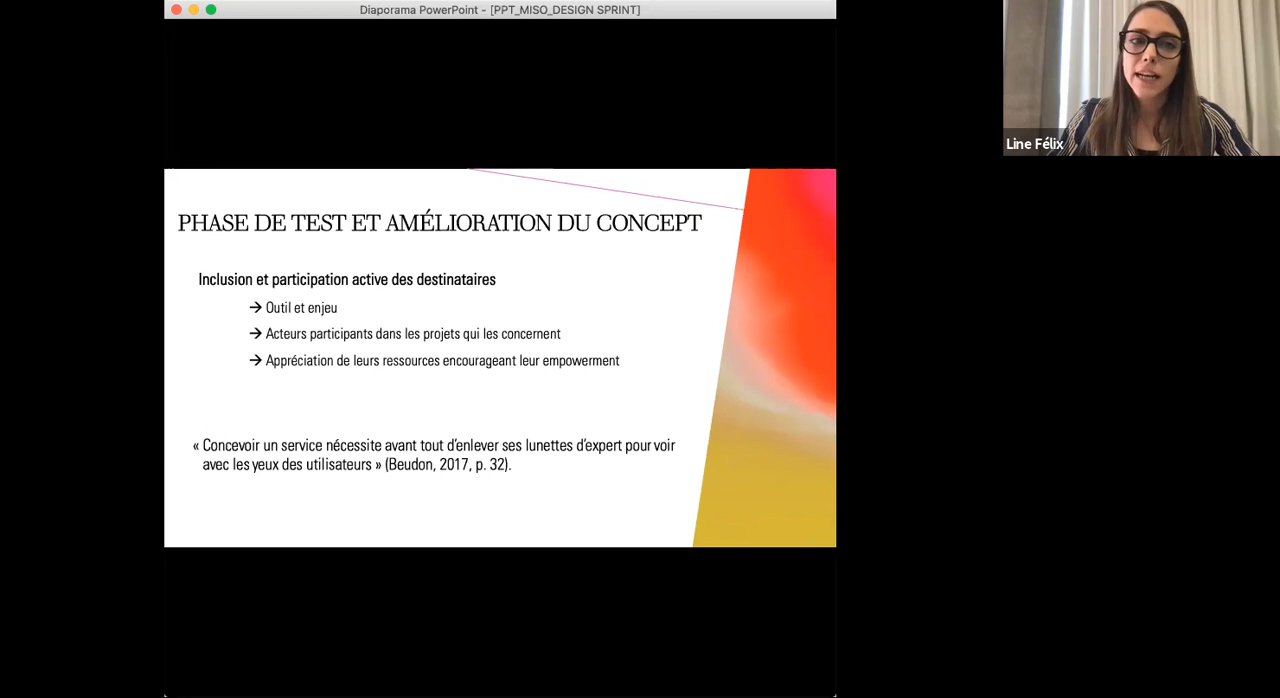 Diaporama PowerPoint - [PPT_MISO_DESIGN SPRINT]
Line Félix
PHASE DE TEST ET AMÉLIORATION DU CONCEPT
Inclusion et participation active des destinataires
→ Outil et enjeu
→ Acteurs participants dans les projets qui les concernent
→ Appréciation de leurs ressources encourageant leur empowerment
« Concevoir un service nécessite avant tout d'enlever ses lunettes d'expert pour voir
avec les yeux des utilisateurs » (Beudon, 2017, p. 32).